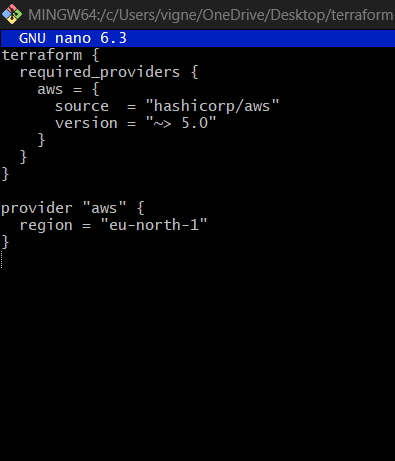 MINGW64:/c/Users/vigne/OneDrive/Desktop/terraform
GNU nano 6.3
terraform {
  required_providers {
    aws = {
      source  = "hashicorp/aws"
      version = "~> 5.0"
    }
  }
}

provider "aws" {
  region = "eu-north-1"
}